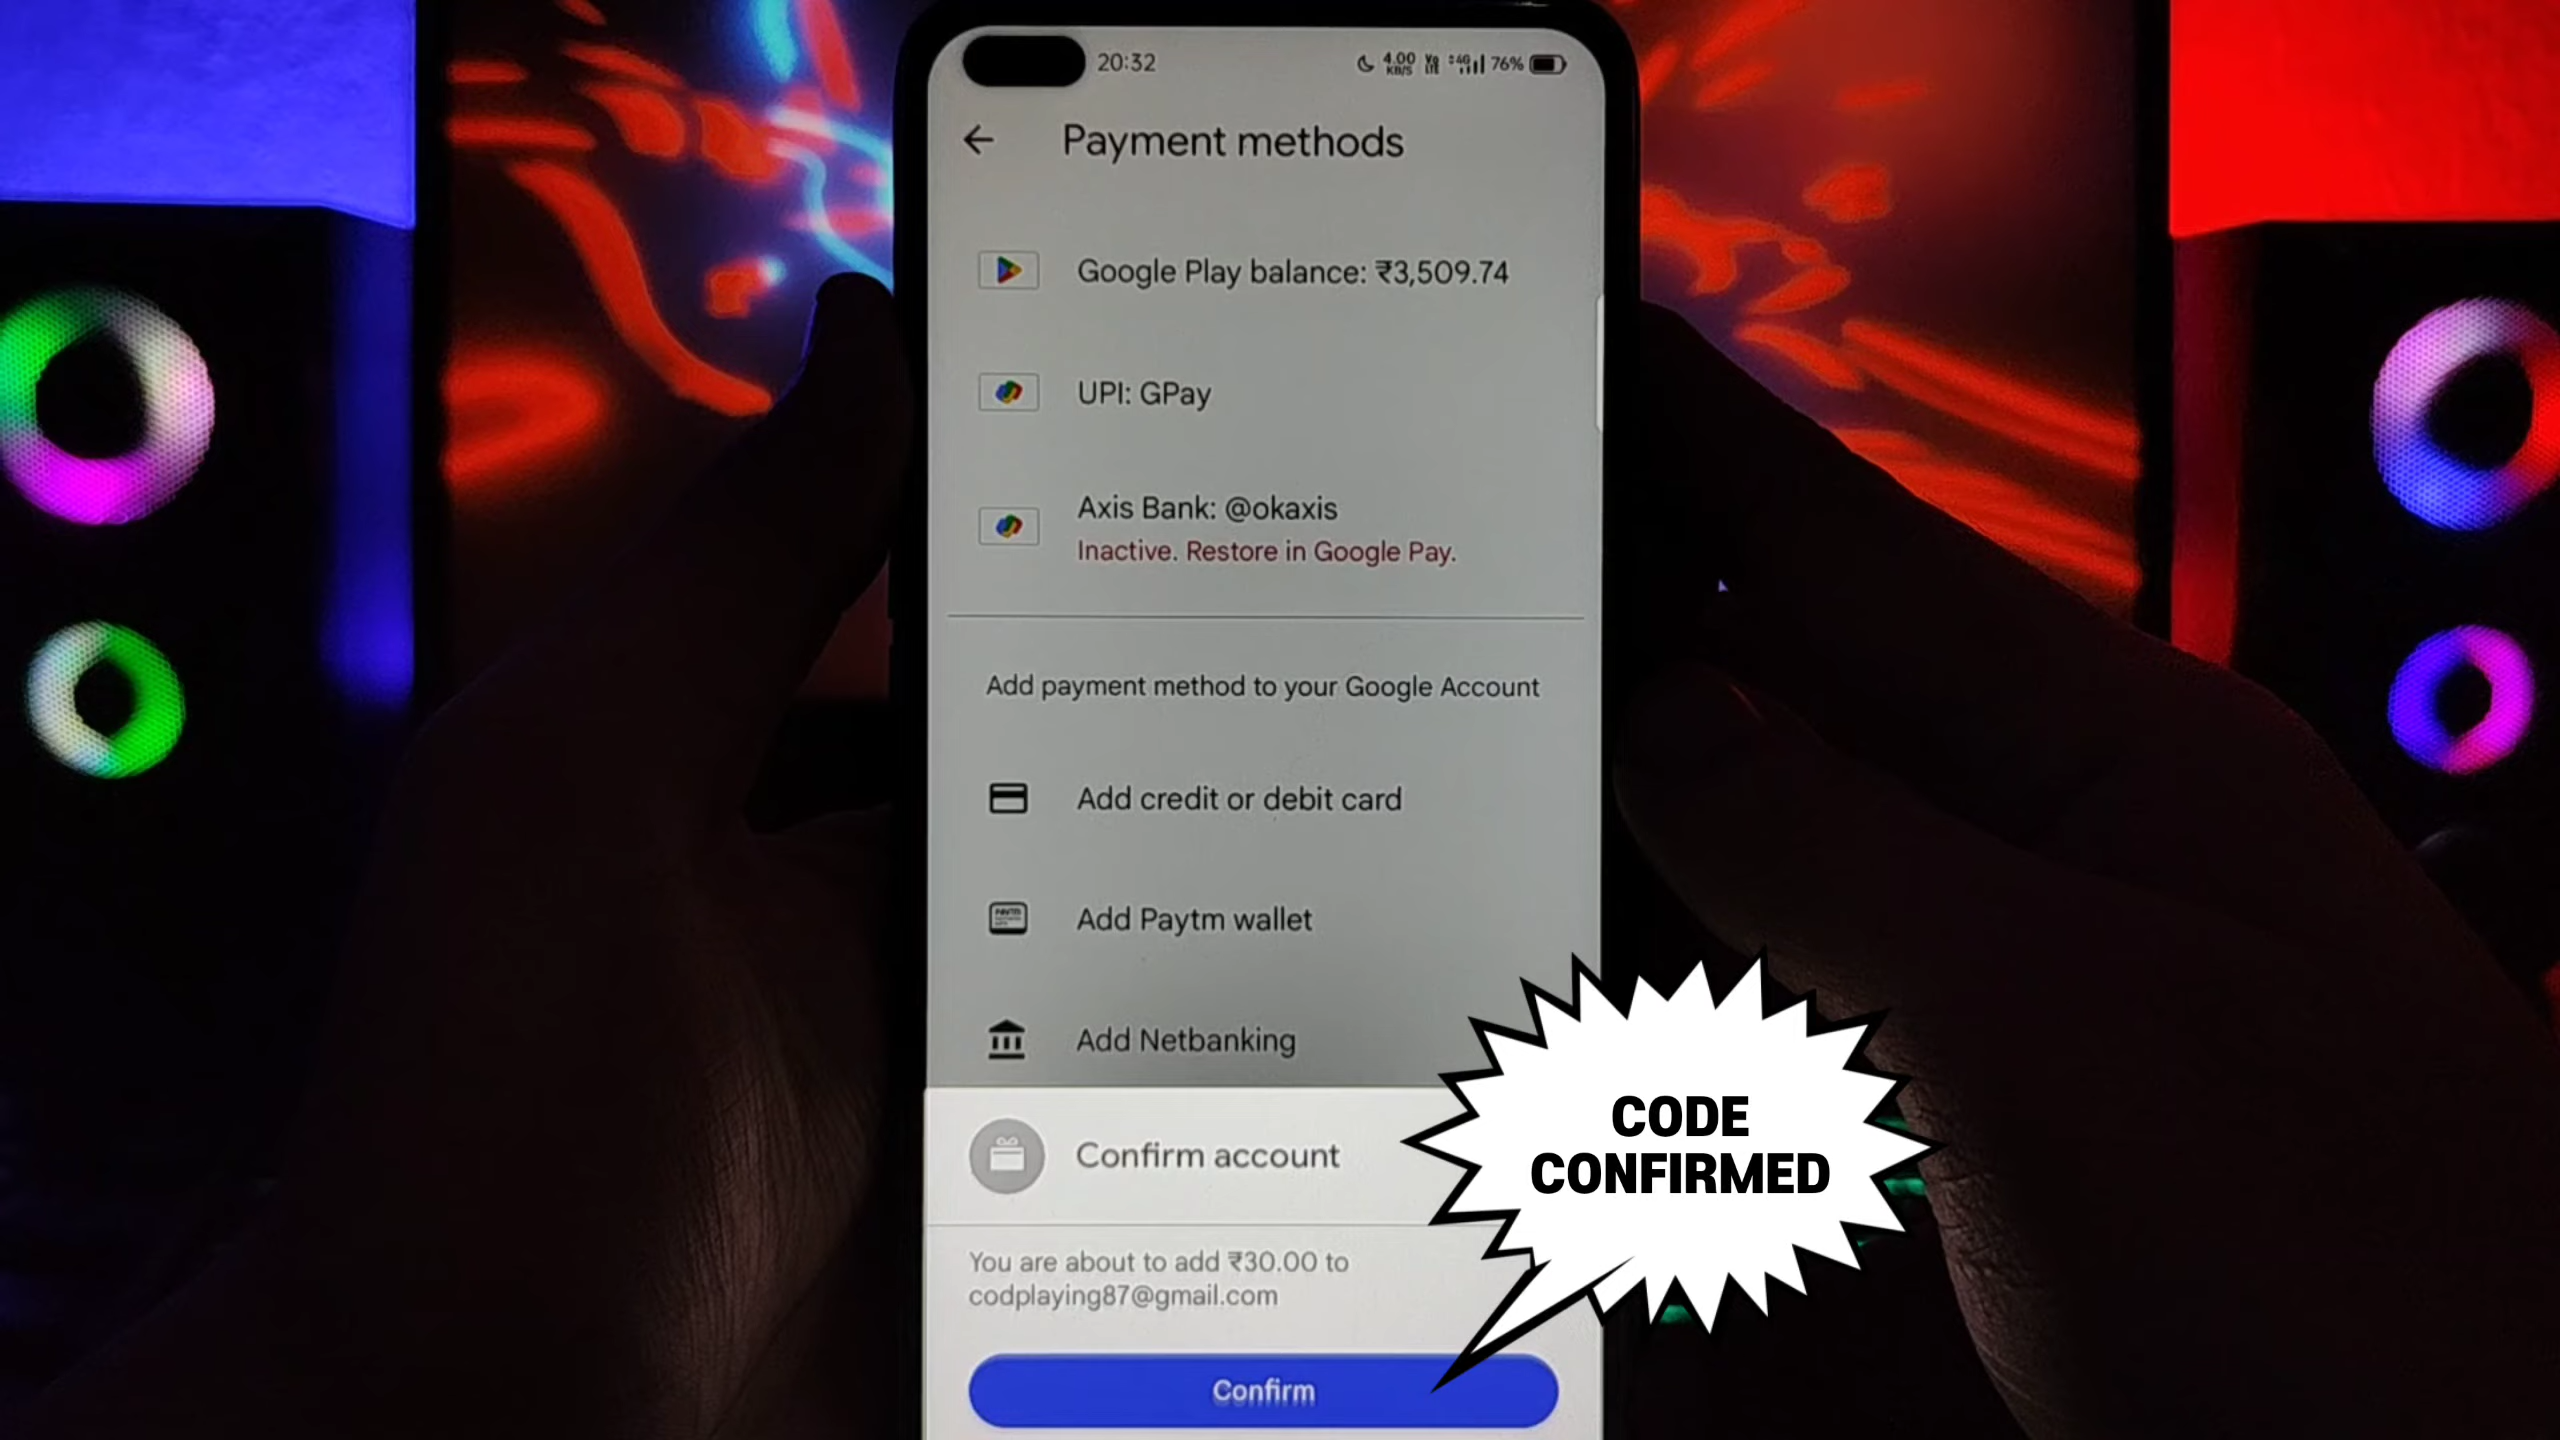 20:32
4.00 KB/S Vo LTE 4G 76%
Payment methods
Google Play balance: ₹3,509.74
UPI: GPay
Axis Bank: @okaxis
Inactive. Restore in Google Pay.
Add payment method to your Google Account
Add credit or debit card
Add Paytm wallet
Add Netbanking
Confirm account
CODE
CONFIRMED
You are about to add ₹30.00 to
codplaying87@gmail.com
Confirm